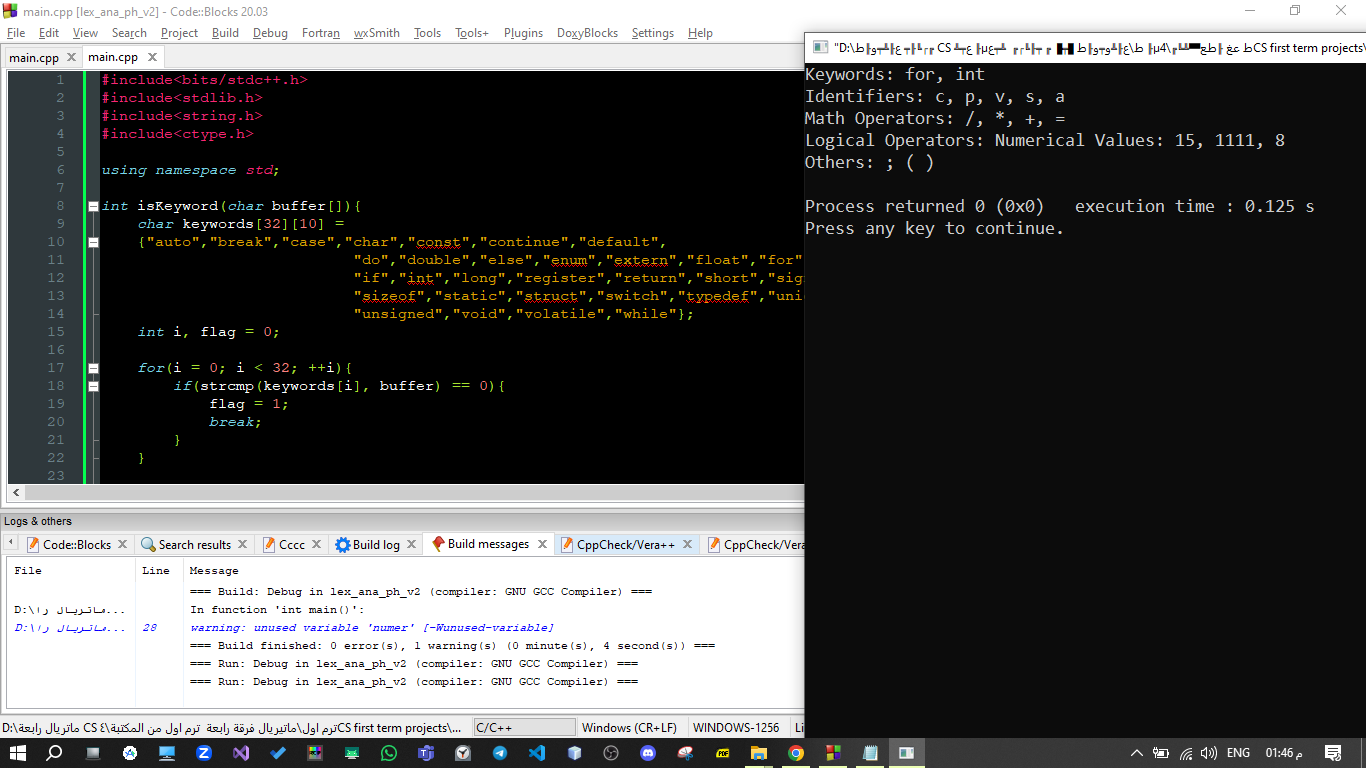 main.cpp [lex_ana_ph_v2] - Code::Blocks 20.03
File Edit View Search Project Build Debug Fortran wxSmith Tools Tools+ Plugins DoxyBlocks Settings Help
main.cpp
main.cpp
1 #include<bits/stdc++.h>
2 #include<stdlib.h>
3 #include<string.h>
4 #include<ctype.h>
5
6 using namespace std;
7
8 int isKeyword(char buffer[]){
9 char keywords[32][10] =
10 {"auto","break","case","char","const","continue","default",
11 "do","double","else","enum","extern","float","for"
12 "if","int","long","register","return","short","sig
13 "sizeof","static","struct","switch","typedef","uni
14 "unsigned","void","volatile","while"};
15 int i, flag = 0;
16
17 for(i = 0; i < 32; ++i){
18 if(strcmp(keywords[i], buffer) == 0){
19 flag = 1;
20 break;
21 }
22 }
23
CS first term projects\
Keywords: for, int
Identifiers: c, p, v, s, a
Math Operators: /, *, +, =
Logical Operators: Numerical Values: 15, 1111, 8
Others: ; ( )
Process returned 0 (0x0) execution time : 0.125 s
Press any key to continue.
Logs & others
Code::Blocks
Search results
Cccc
Build log
Build messages
CppCheck/Vera++
CppCheck/Vera
File Line Message
=== Build: Debug in lex_ana_ph_v2 (compiler: GNU GCC Compiler) ===
D:\ماتريال را... In function 'int main()':
D:\ماتريال را... 28 warning: unused variable 'numer' [-Wunused-variable]
=== Build finished: 0 error(s), 1 warning(s) (0 minute(s), 4 second(s)) ===
=== Run: Debug in lex_ana_ph_v2 (compiler: GNU GCC Compiler) ===
=== Run: Debug in lex_ana_ph_v2 (compiler: GNU GCC Compiler) ===
D:\ماتريال رابعة CS ترم اول\ماتيريال فرقة رابعة ترم اول من المكتبة\٤CS first term projects\...
C/C++
Windows (CR+LF)
WINDOWS-1256
Li
PDF
ENG
01:46 م